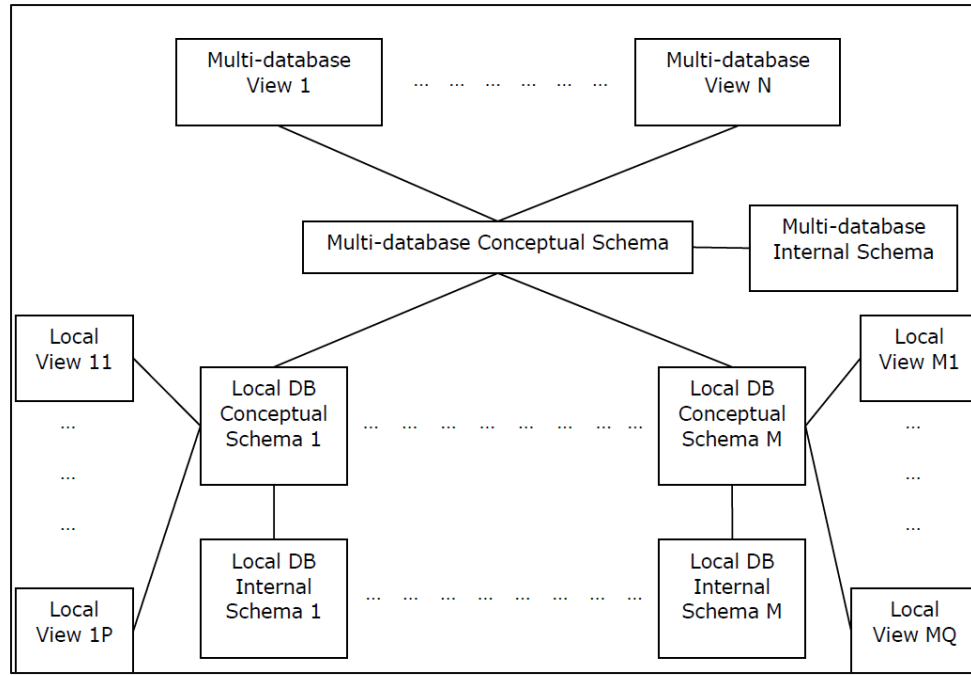 Multi-database
View 1
... ... ... ... ... ...
Multi-database
View N
Multi-database Conceptual Schema
Multi-database
Internal Schema
Local
View 11
Local DB
Conceptual
Schema 1
... ... ... ... ... ... ... ...
Local DB
Conceptual
Schema M
Local
View M1
...
...
...
...
...
...
Local
View 1P
Local DB
Internal
Schema 1
... ... ... ... ... ... ... ...
Local DB
Internal
Schema M
Local
View MQ